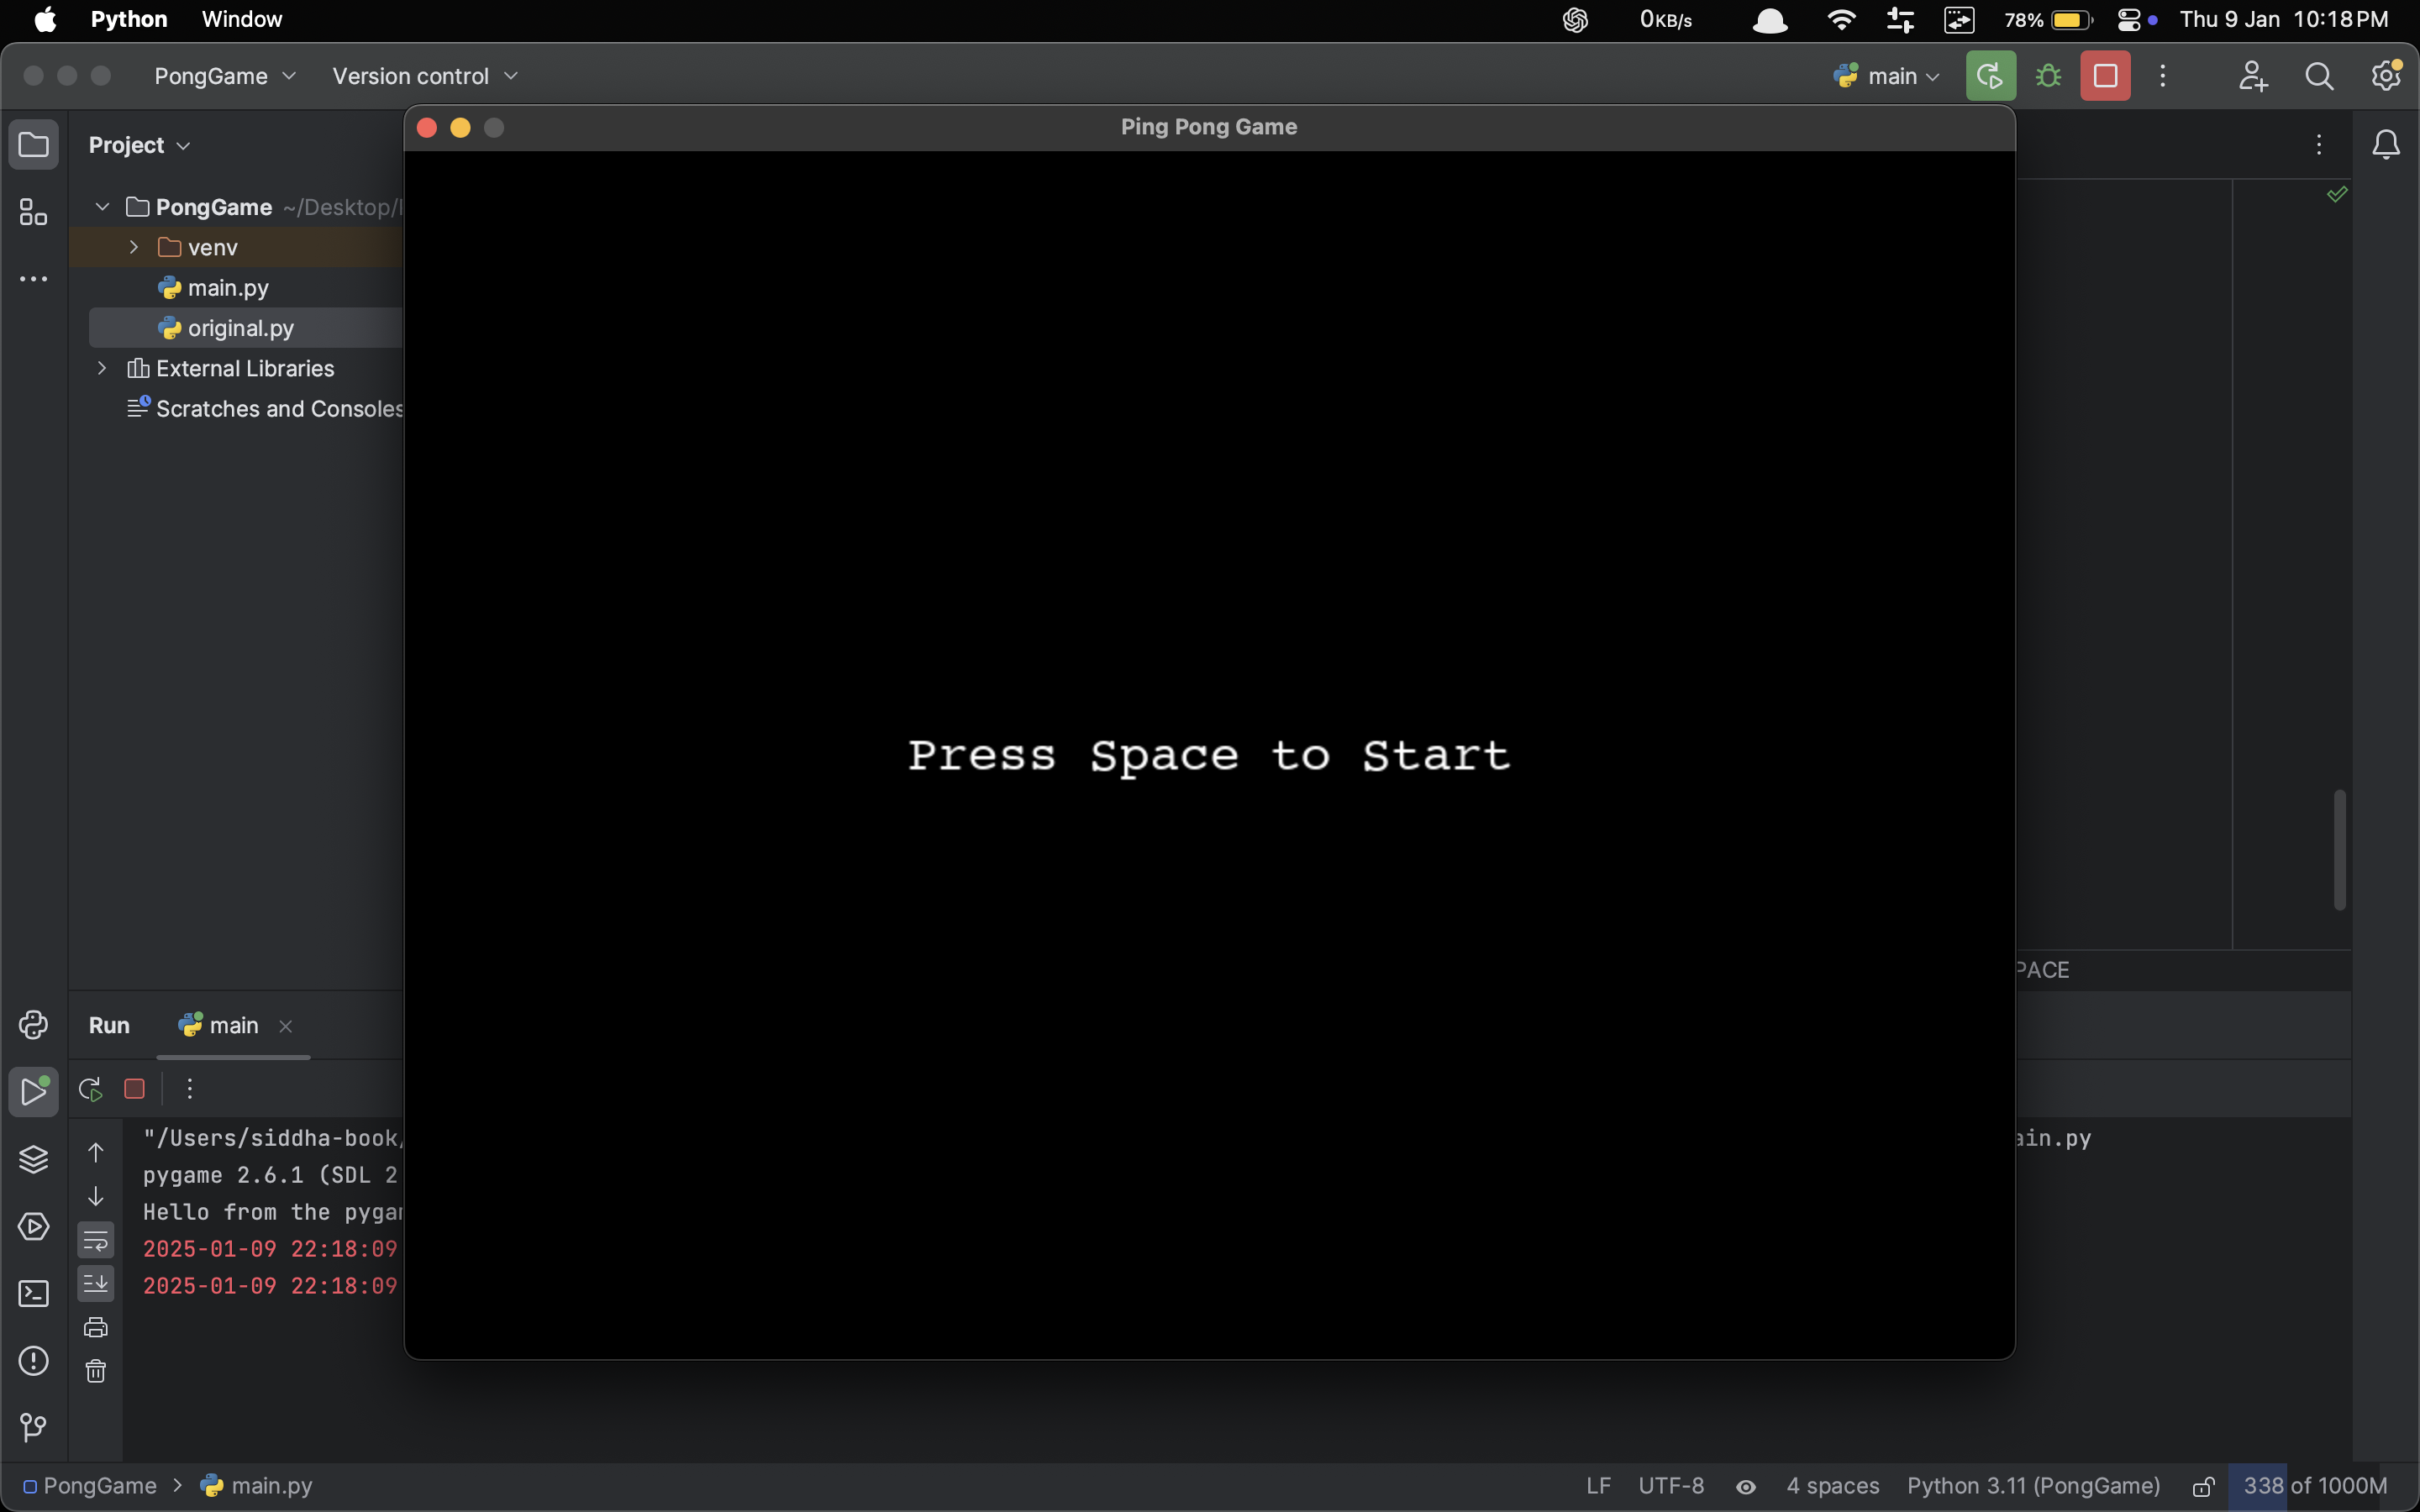 Python Window
0KB/s 78% Thu 9 Jan 10:18 PM
PongGame Version control main
Ping Pong Game
Project
PongGame ~/Desktop/
venv
main.py
original.py
External Libraries
Scratches and Consoles
Press Space to Start
PACE
Run main
"/Users/siddha-book/ ain.py
pygame 2.6.1 (SDL 2
Hello from the pygam
2025-01-09 22:18:09
2025-01-09 22:18:09
PongGame > main.py LF UTF-8 4 spaces Python 3.11 (PongGame) 338 of 1000M